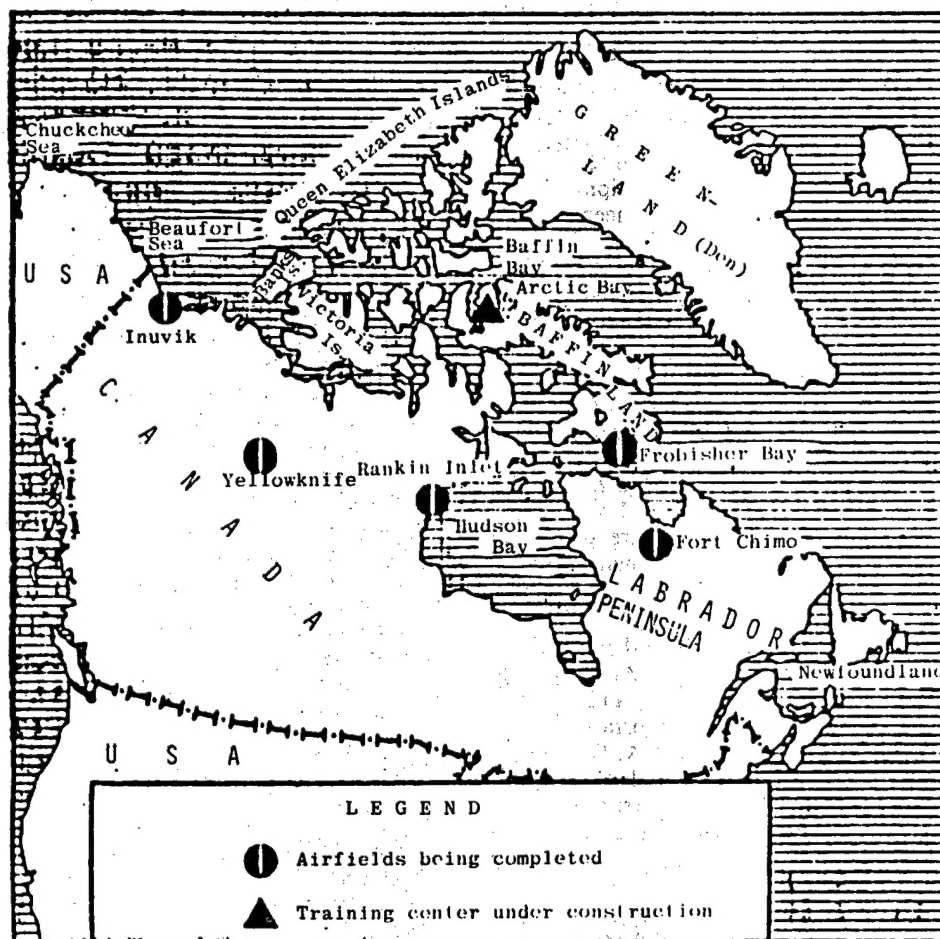 Chuckchee
Sea
Queen Elizabeth Islands
GREEN-
LAND (Den)
Beaufort
Sea
Baffin
Bay
USA
Banks
Arctic Bay
Victoria
Is.
BAFFIN
LAND
Inuvik
CANADA
Yellowknife
Rankin Inlet
Frobisher Bay
Hudson
Bay
Fort Chimo
LABRADOR
PENINSULA
Newfoundland
USA
LEGEND
Airfields being completed
Training center under construction